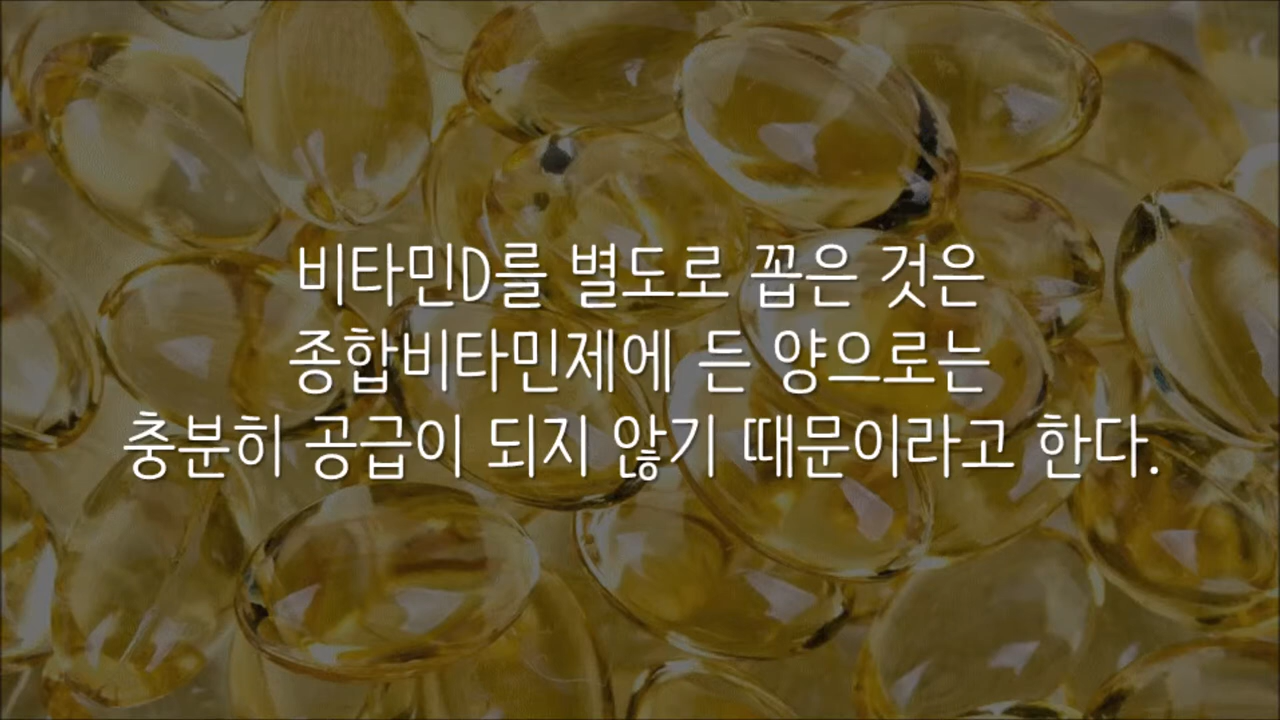 비타민D를 별도로 꼽은 것은
종합비타민제에 든 양으로는
충분히 공급이 되지 않기 때문이라고 한다.